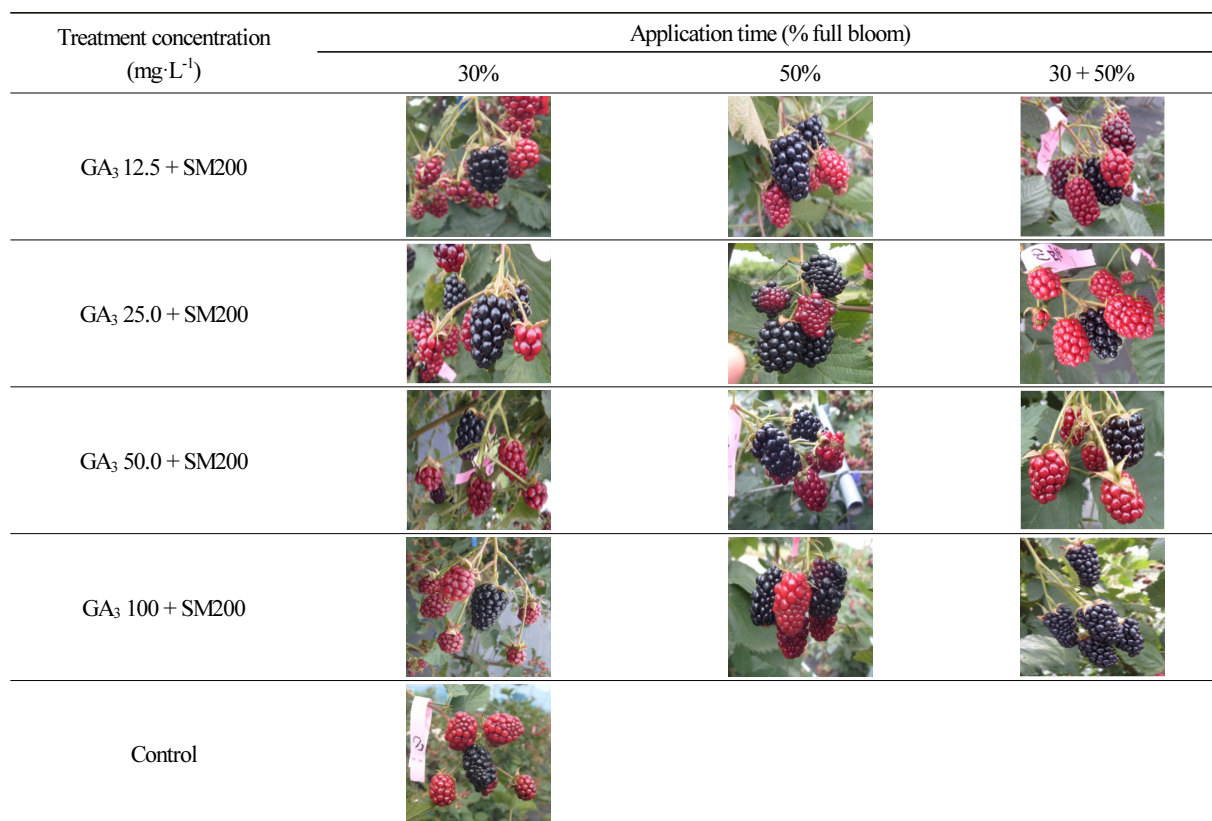 Treatment concentration
(mg·L⁻¹)
Application time (% full bloom)
30%
50%
30 + 50%
GA₃ 12.5 + SM200
GA₃ 25.0 + SM200
GA₃ 50.0 + SM200
GA₃ 100 + SM200
Control